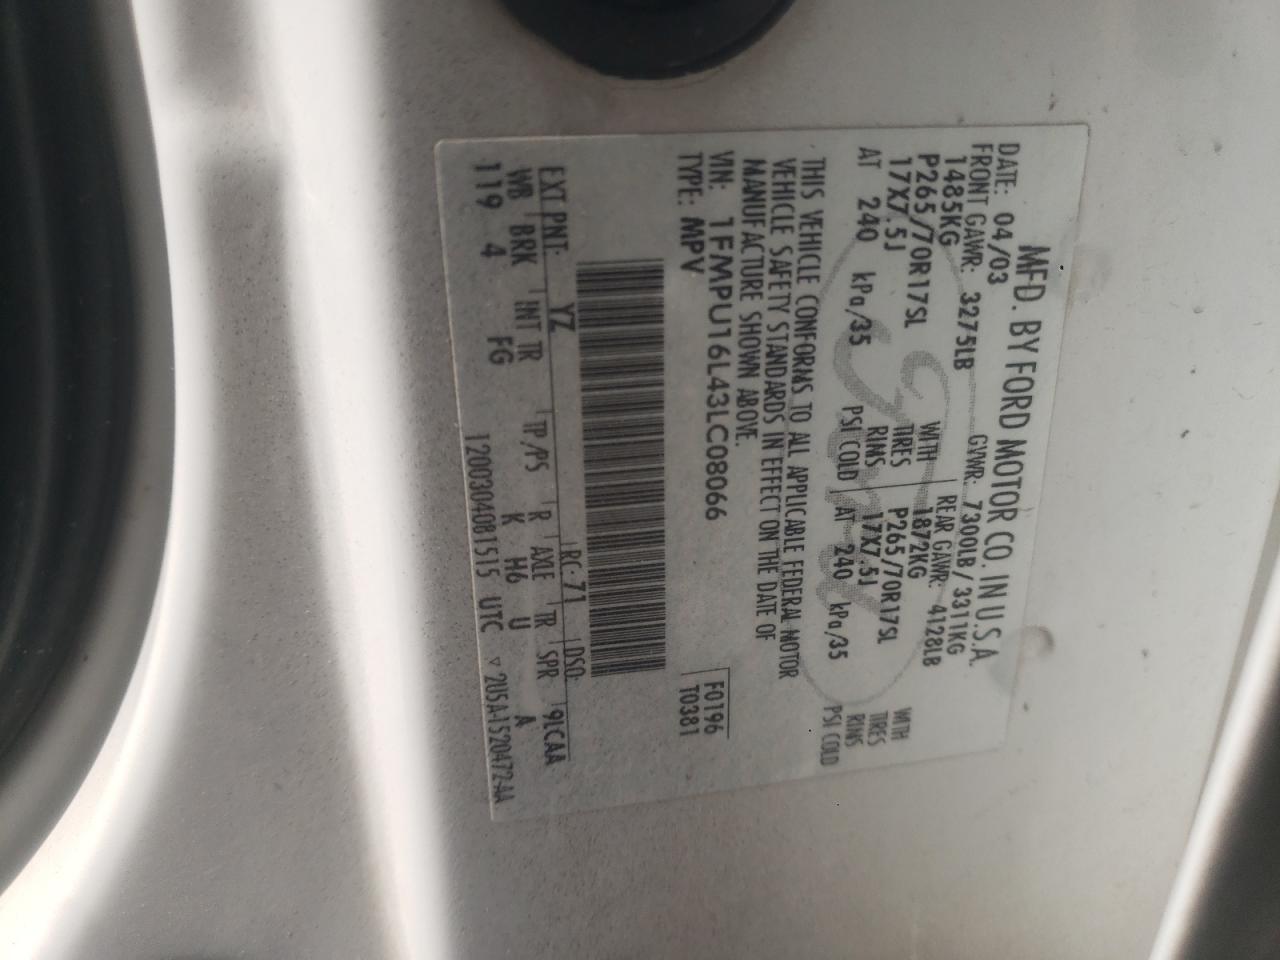 MFD. BY FORD MOTOR CO. IN U.S.A.
DATE: 04/03 GVWR: 7300LB/ 3311KG
FRONT GAWR: 3275LB REAR GAWR: 4128LB
1485KG WITH 1872KG WITH
P265/70R17SL TIRES P265/70R17SL TIRES
17X7.5J RIMS 17X7.5J RIMS
AT 240 kPa/35 PSI COLD AT 240 kPa/35 PSI COLD
THIS VEHICLE CONFORMS TO ALL APPLICABLE FEDERAL MOTOR
VEHICLE SAFETY STANDARDS IN EFFECT ON THE DATE OF
MANUFACTURE SHOWN ABOVE.
VIN: 1FMPU16L43LC08066 F0196
TYPE: MPV T0381
EXT PNT: YZ RC: 71 DSO:
WB BRK INT TR TP/PS R AXLE TR SPR 9LCAA
119 4 FG K H6 U A
120030408 1515 UTC ▽ 2U5A-1520472-AA